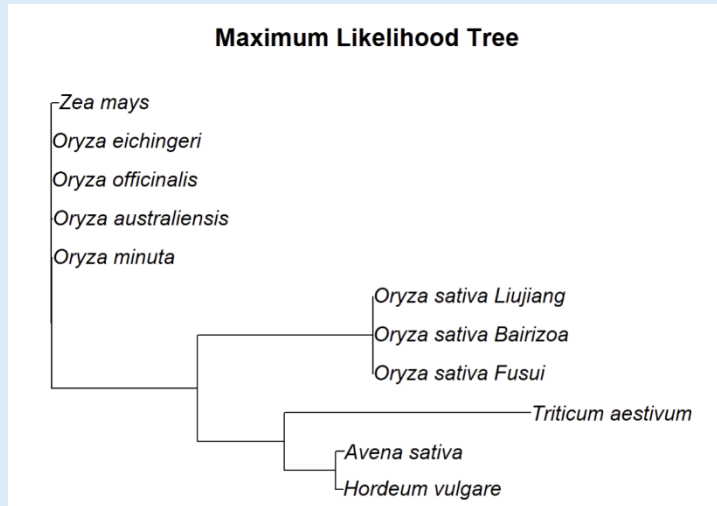 Maximum Likelihood Tree
Zea mays
Oryza eichingeri
Oryza officinalis
Oryza australiensis
Oryza minuta
Oryza sativa Liujiang
Oryza sativa Bairizoa
Oryza sativa Fusui
Triticum aestivum
Avena sativa
Hordeum vulgare